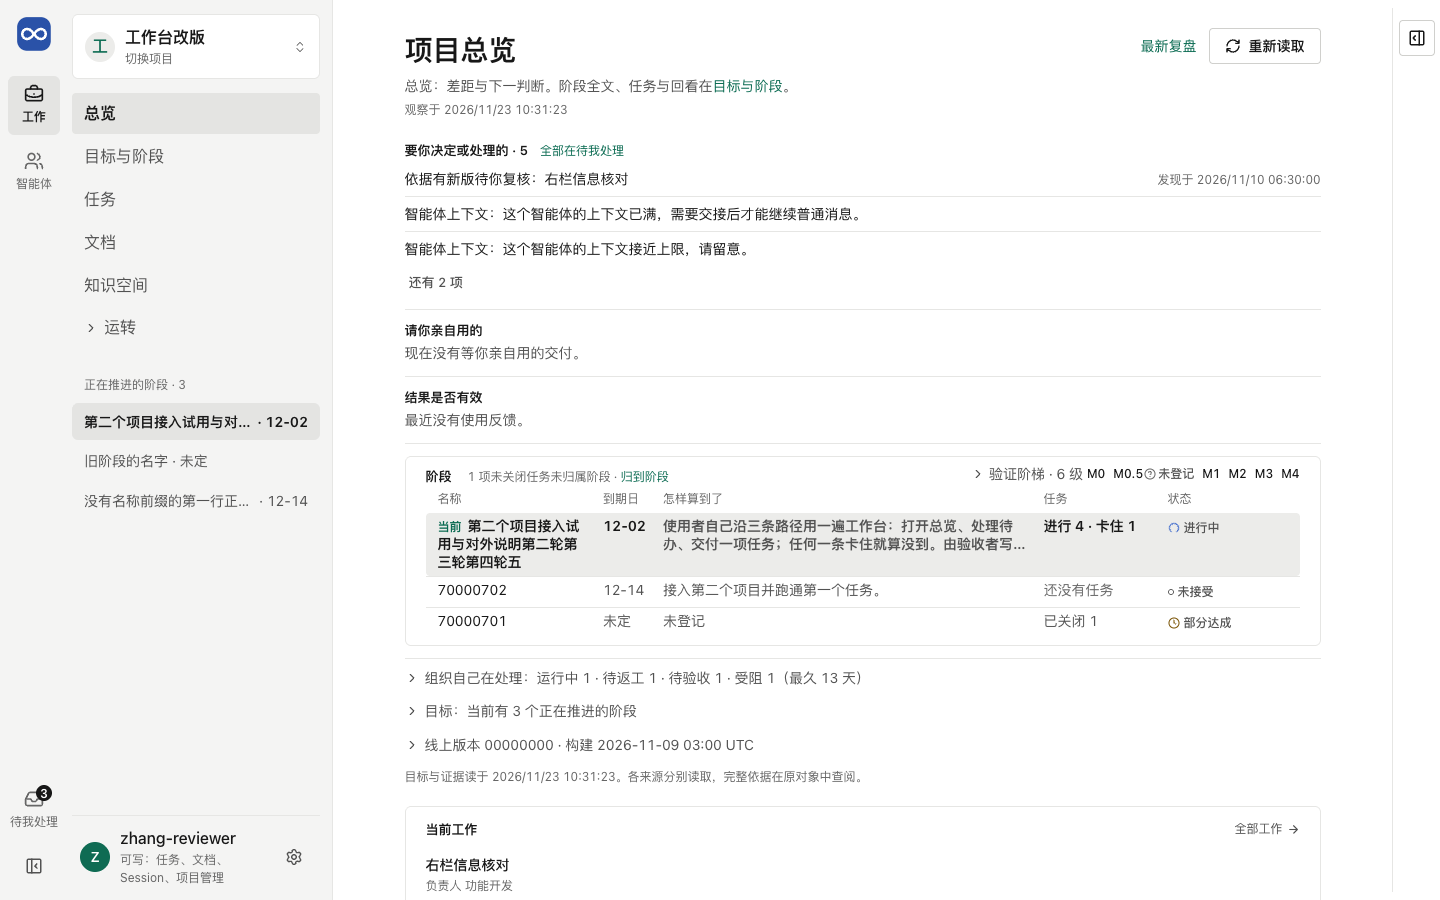 工
工作台改版
切换项目
工作
智能体
总览
目标与阶段
任务
文档
知识空间
运转
正在推进的阶段 · 3
第二个项目接入试用与对... · 12-02
旧阶段的名字 · 未定
没有名称前缀的第一行正... · 12-14
3
待我处理
Z
zhang-reviewer
可写：任务、文档、
Session、项目管理
项目总览
最新复盘
重新读取
总览：差距与下一判断。阶段全文、任务与回看在目标与阶段。
观察于 2026/11/23 10:31:23
要你决定或处理的 · 5 全部在待我处理
依据有新版待你复核：右栏信息核对 发现于 2026/11/10 06:30:00
智能体上下文：这个智能体的上下文已满，需要交接后才能继续普通消息。
智能体上下文：这个智能体的上下文接近上限，请留意。
还有 2 项
请你亲自用的
现在没有等你亲自用的交付。
结果是否有效
最近没有使用反馈。
阶段 1 项未关闭任务未归属阶段 · 归到阶段 验证阶梯 · 6 级 M0 M0.5 未登记 M1 M2 M3 M4
名称 到期日 怎样算到了 任务 状态
当前 第二个项目接入试 12-02 使用者自己沿三条路径用一遍工作台：打开总览、处理待 进行 4 · 卡住 1 进行中
用与对外说明第二轮第 办、交付一项任务；任何一条卡住就算没到。由验收者写...
三轮第四轮五
70000702 12-14 接入第二个项目并跑通第一个任务。 还没有任务 未接受
70000701 未定 未登记 已关闭 1 部分达成
组织自己在处理：运行中 1 · 待返工 1 · 待验收 1 · 受阻 1（最久 13 天）
目标：当前有 3 个正在推进的阶段
线上版本 00000000 · 构建 2026-11-09 03:00 UTC
目标与证据读于 2026/11/23 10:31:23。各来源分别读取，完整依据在原对象中查阅。
当前工作 全部工作
右栏信息核对
负责人 功能开发